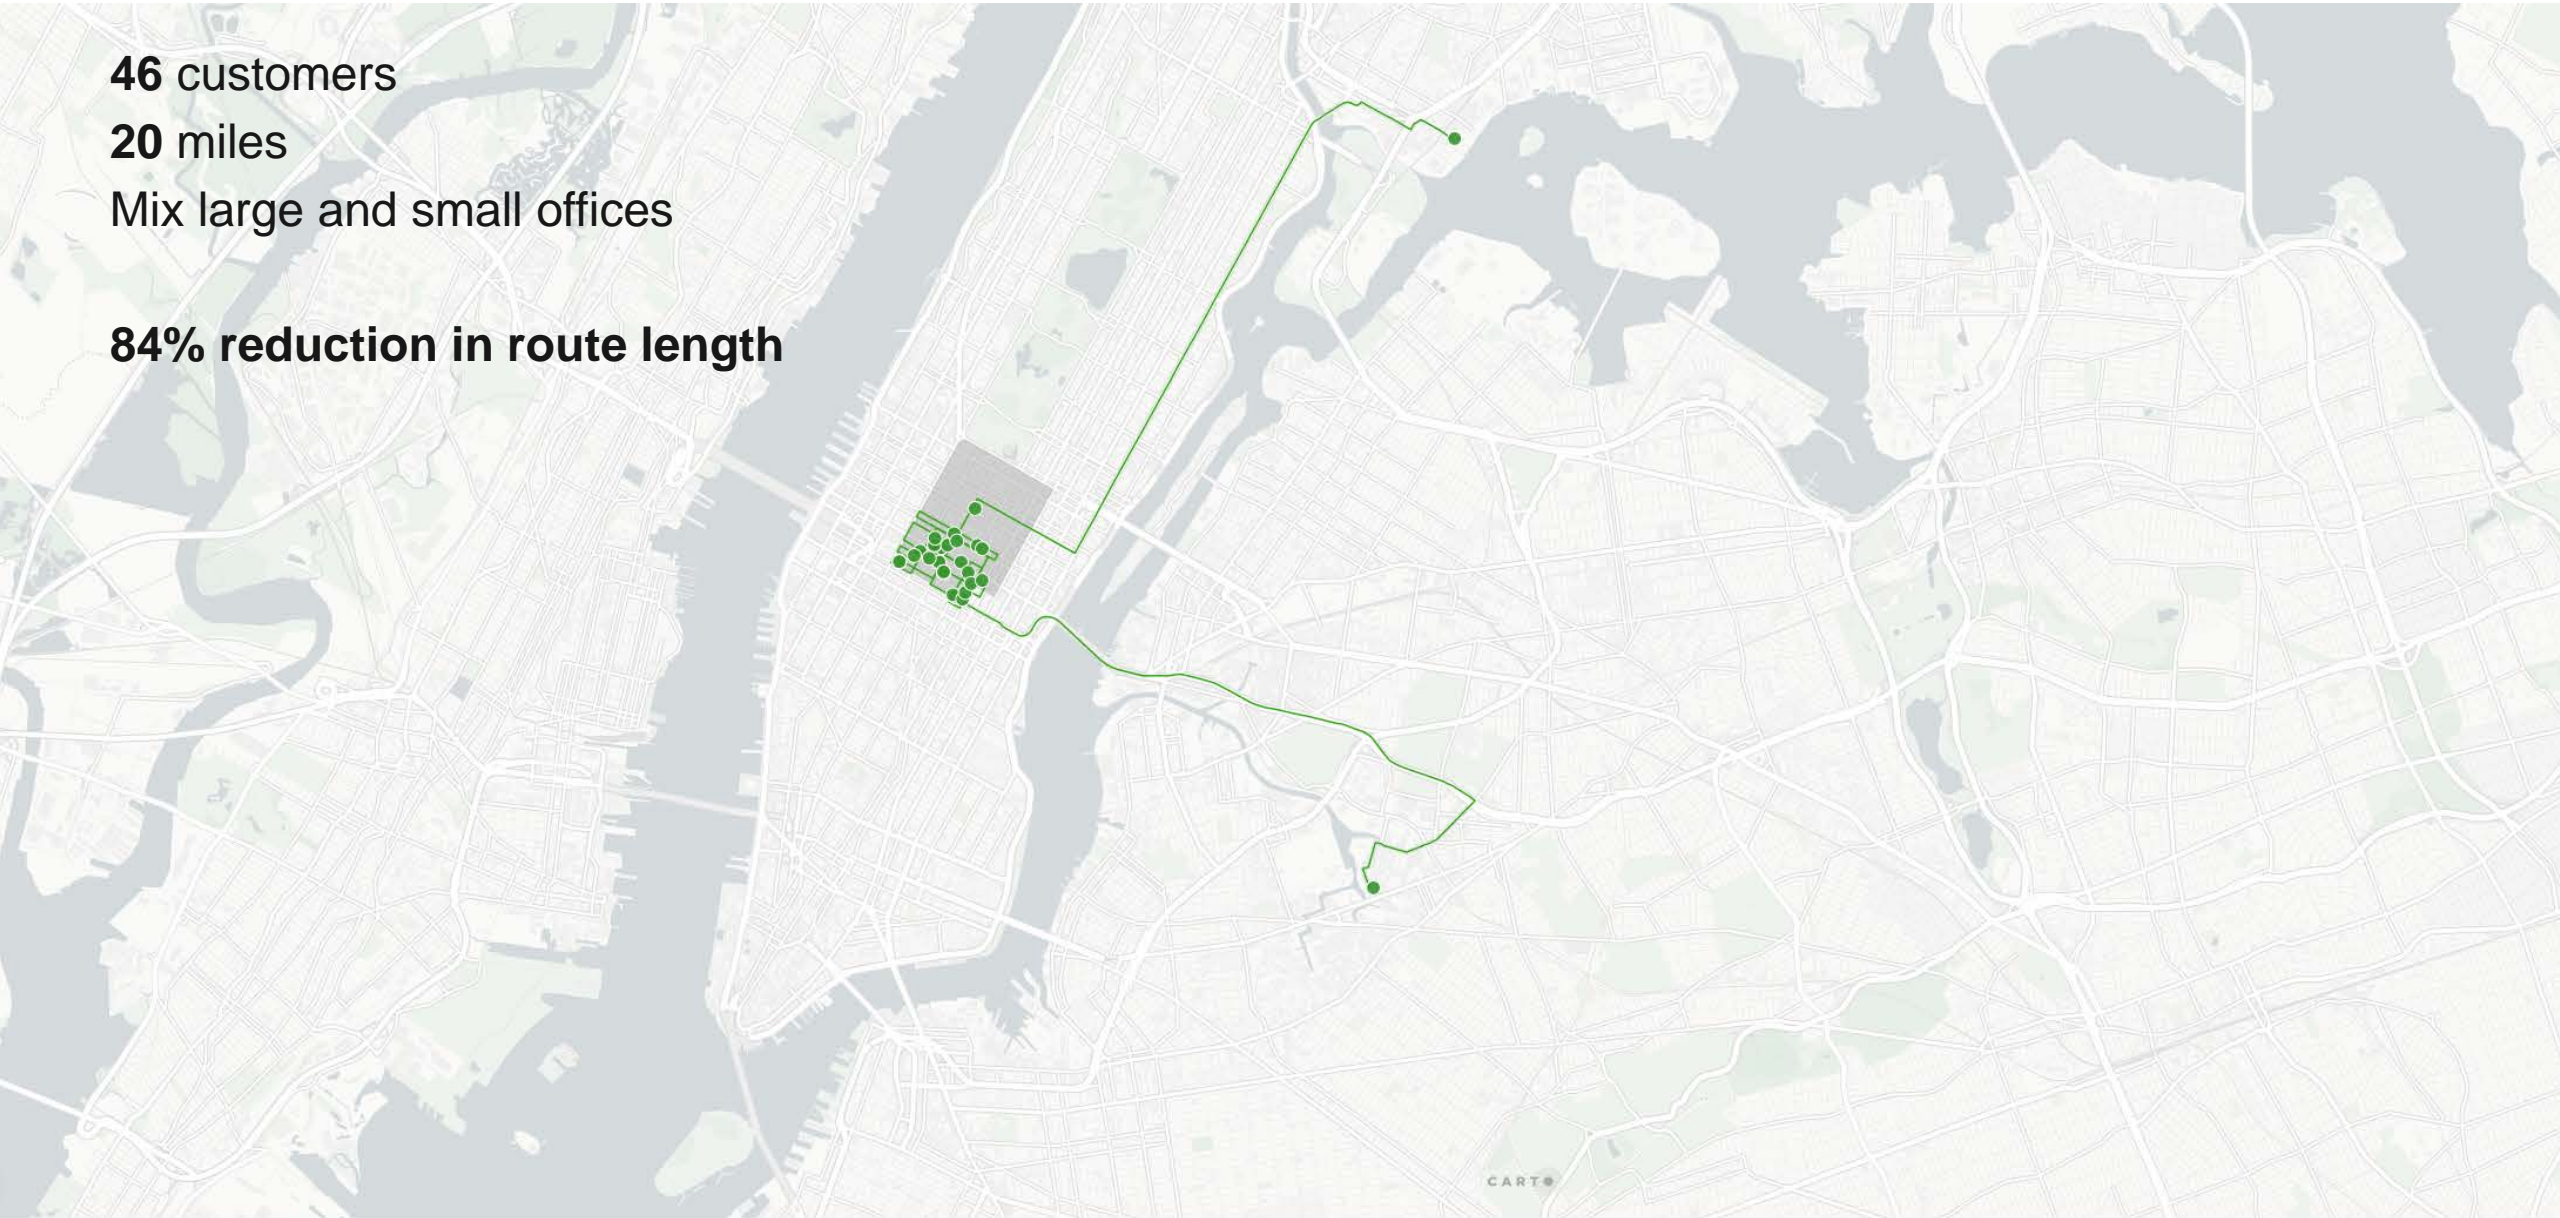 46 customers
20 miles
Mix large and small offices
84% reduction in route length
CARTO